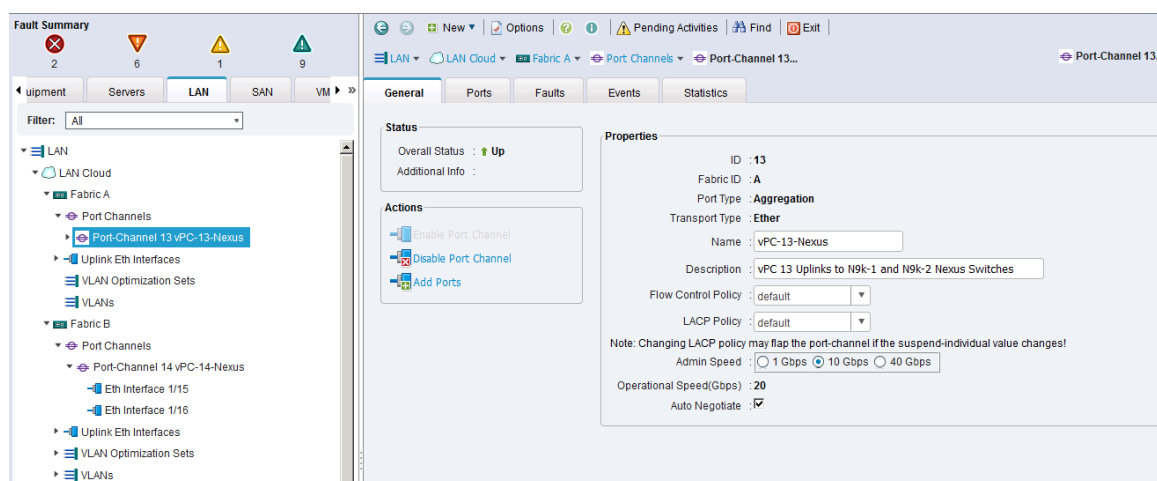 Fault Summary
2 6 1 9
uipment Servers LAN SAN VM
Filter: All
LAN
LAN Cloud
Fabric A
Port Channels
Port-Channel 13 vPC-13-Nexus
Uplink Eth Interfaces
VLAN Optimization Sets
VLANs
Fabric B
Port Channels
Port-Channel 14 vPC-14-Nexus
Eth Interface 1/15
Eth Interface 1/16
Uplink Eth Interfaces
VLAN Optimization Sets
VLANs
New Options Pending Activities Find Exit
LAN LAN Cloud Fabric A Port Channels Port-Channel 13... Port-Channel 13
General Ports Faults Events Statistics
Status
Overall Status : Up
Additional Info :
Actions
Enable Port Channel
Disable Port Channel
Add Ports
Properties
ID : 13
Fabric ID : A
Port Type : Aggregation
Transport Type : Ether
Name : vPC-13-Nexus
Description : vPC 13 Uplinks to N9k-1 and N9k-2 Nexus Switches
Flow Control Policy : default
LACP Policy : default
Note: Changing LACP policy may flap the port-channel if the suspend-individual value changes!
Admin Speed : 1 Gbps 10 Gbps 40 Gbps
Operational Speed(Gbps) : 20
Auto Negotiate :